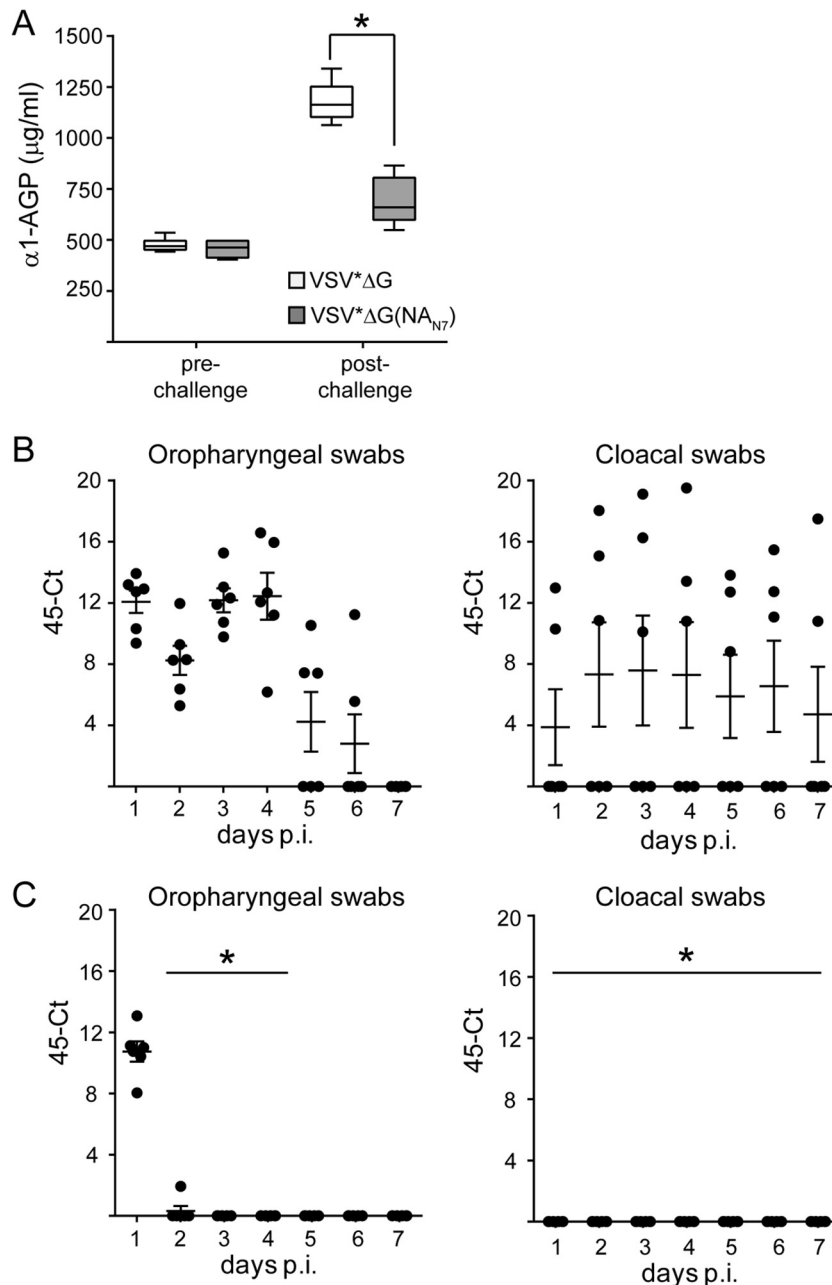 A
α1-AGP (μg/ml)
1500
1250
1000
750
500
250
*
VSV*ΔG
VSV*ΔG(NA_N7)
pre-
challenge
post-
challenge
B
Oropharyngeal swabs
45-Ct
20
16
12
8
4
1 2 3 4 5 6 7
days p.i.
Cloacal swabs
45-Ct
20
16
12
8
4
1 2 3 4 5 6 7
days p.i.
C
Oropharyngeal swabs
45-Ct
20
16
12
8
4
*
1 2 3 4 5 6 7
days p.i.
Cloacal swabs
45-Ct
20
16
12
8
4
*
1 2 3 4 5 6 7
days p.i.